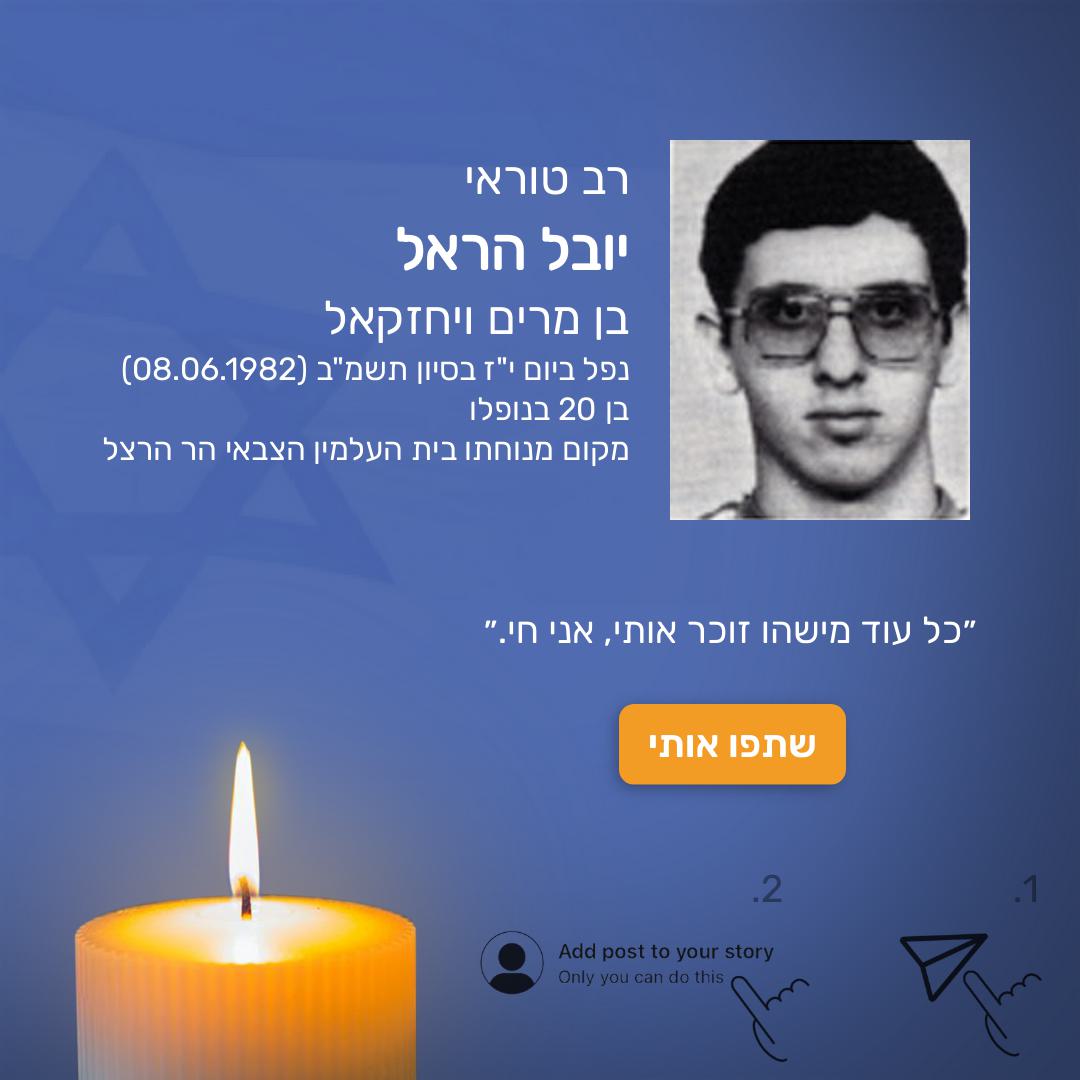 רב טוראי
יובל הראל
בן מרים ויחזקאל
נפל ביום י"ז בסיון תשמ"ב (08.06.1982)
בן 20 בנופלו
מקום מנוחתו בית העלמין הצבאי הר הרצל
״כל עוד מישהו זוכר אותי, אני חי.״
שתפו אותי
1.
2.
Add post to your story
Only you can do this